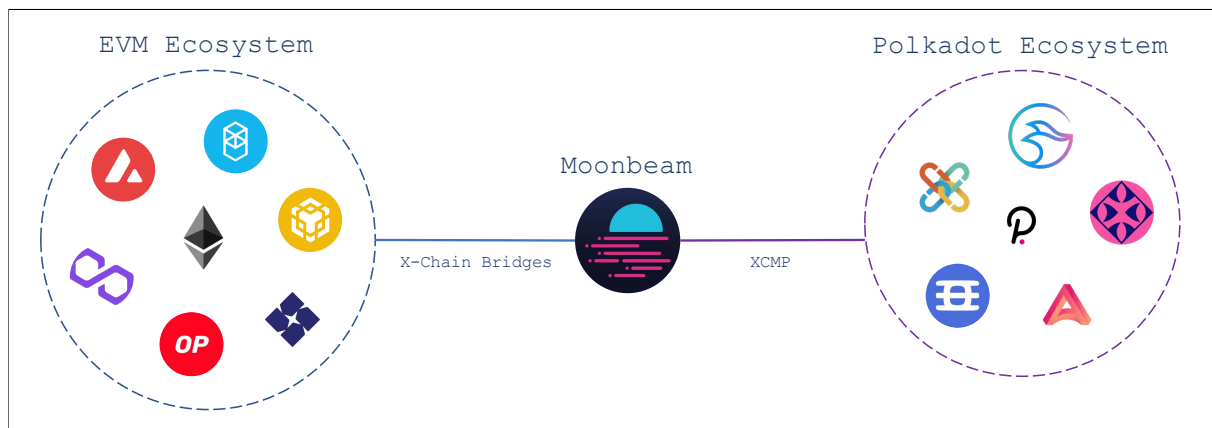 EVM Ecosystem
Polkadot Ecosystem
Moonbeam
X-Chain Bridges
XCMP
OP